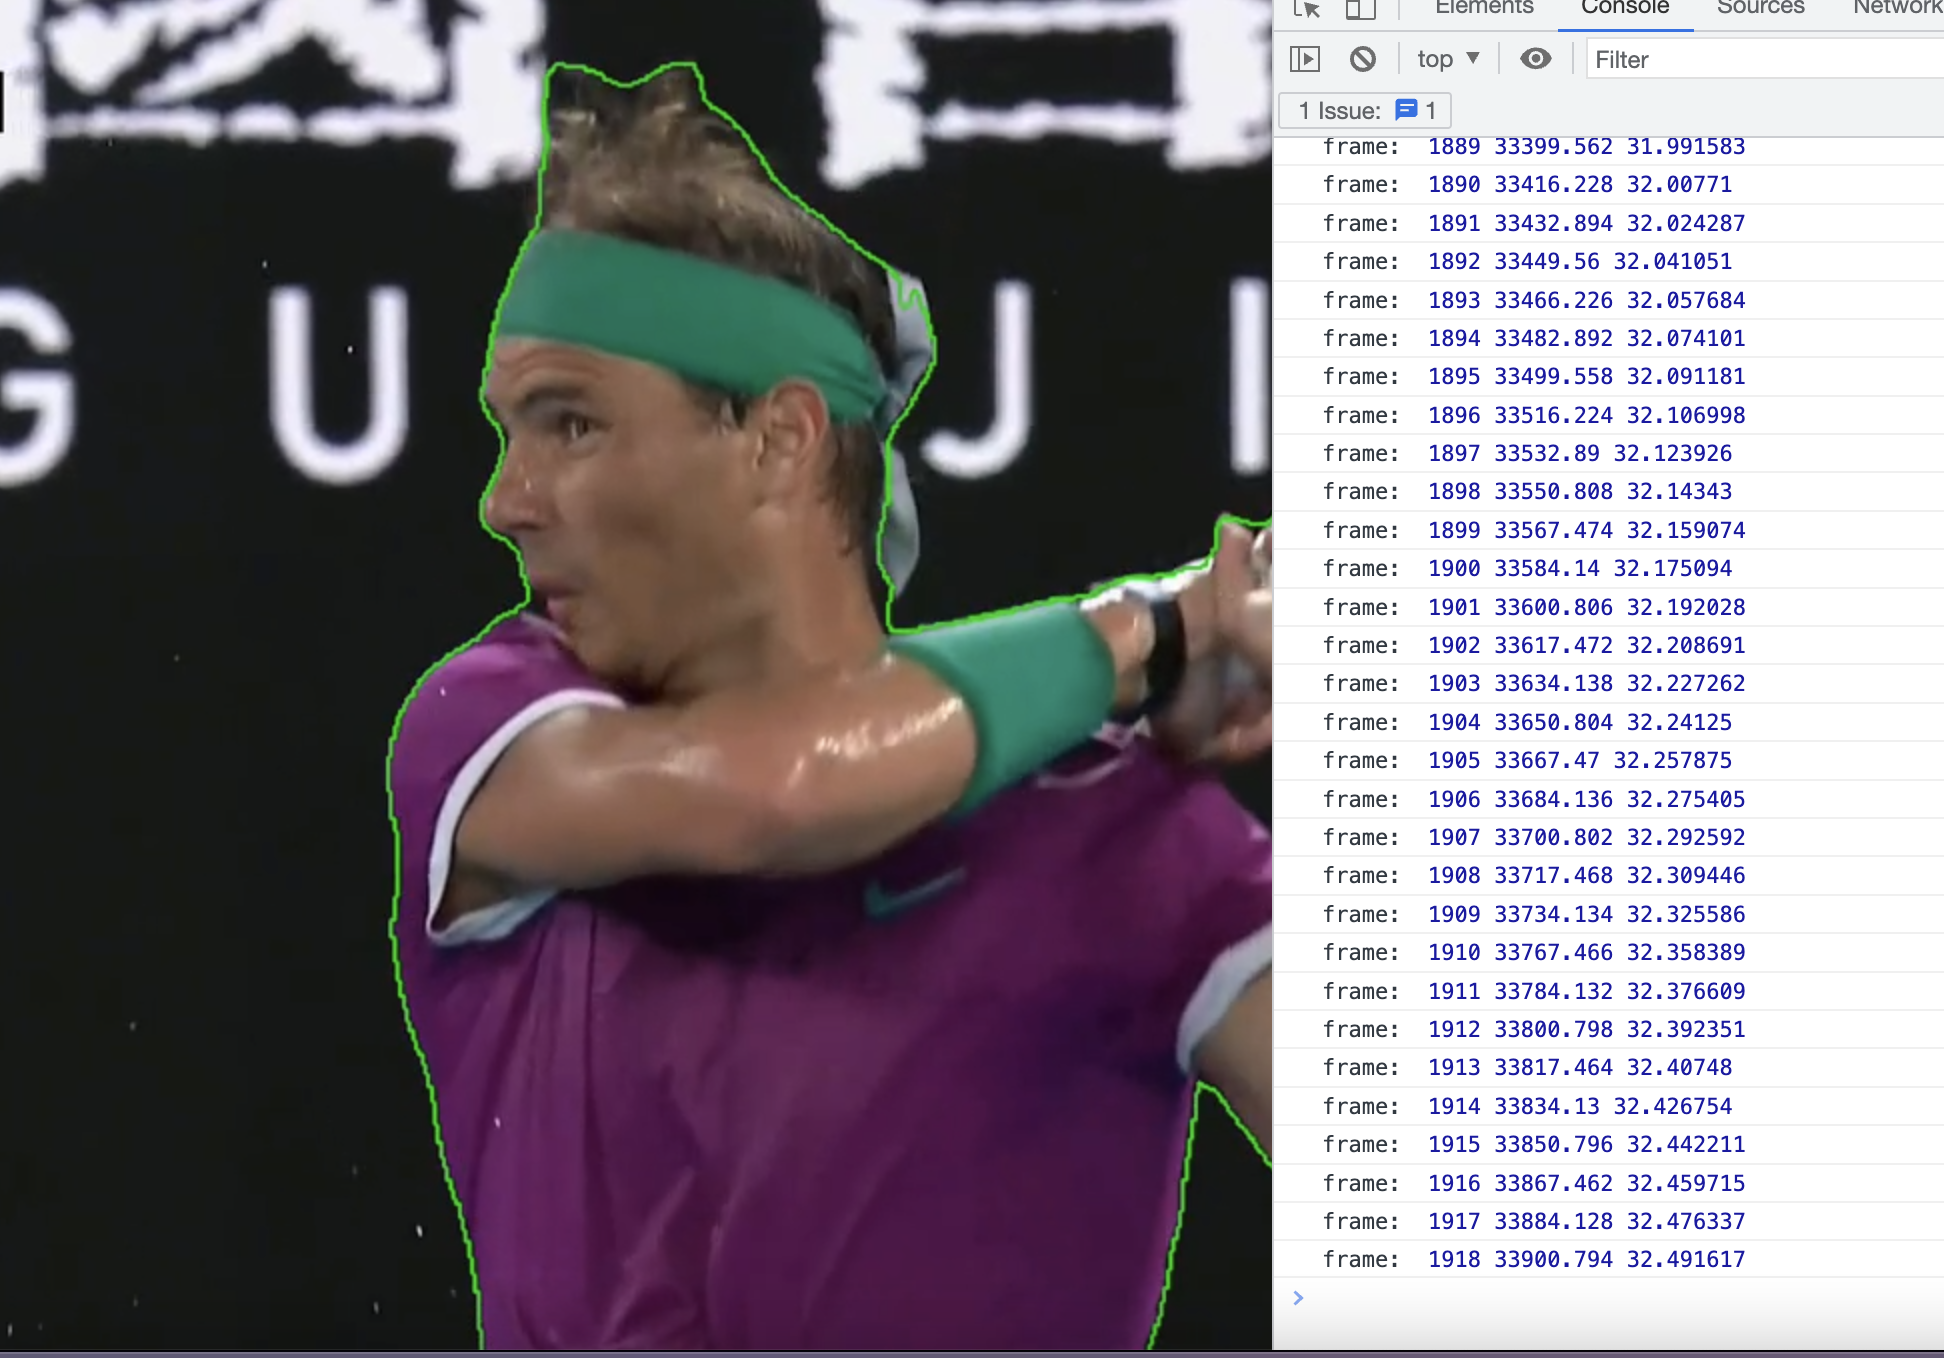 G U J I
Elements Console Sources Network
top ▼ Filter
1 Issue: 1
frame: 1889 33399.562 31.991583
frame: 1890 33416.228 32.00771
frame: 1891 33432.894 32.024287
frame: 1892 33449.56 32.041051
frame: 1893 33466.226 32.057684
frame: 1894 33482.892 32.074101
frame: 1895 33499.558 32.091181
frame: 1896 33516.224 32.106998
frame: 1897 33532.89 32.123926
frame: 1898 33550.808 32.14343
frame: 1899 33567.474 32.159074
frame: 1900 33584.14 32.175094
frame: 1901 33600.806 32.192028
frame: 1902 33617.472 32.208691
frame: 1903 33634.138 32.227262
frame: 1904 33650.804 32.24125
frame: 1905 33667.47 32.257875
frame: 1906 33684.136 32.275405
frame: 1907 33700.802 32.292592
frame: 1908 33717.468 32.309446
frame: 1909 33734.134 32.325586
frame: 1910 33767.466 32.358389
frame: 1911 33784.132 32.376609
frame: 1912 33800.798 32.392351
frame: 1913 33817.464 32.40748
frame: 1914 33834.13 32.426754
frame: 1915 33850.796 32.442211
frame: 1916 33867.462 32.459715
frame: 1917 33884.128 32.476337
frame: 1918 33900.794 32.491617